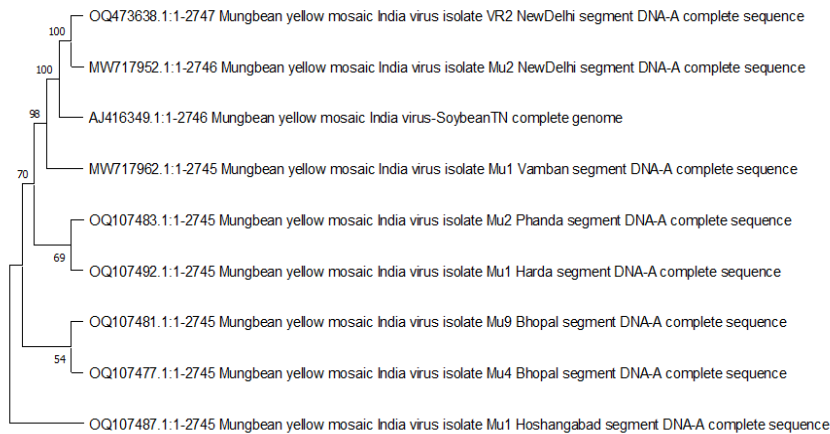 OQ473638.1:1-2747 Mungbean yellow mosaic India virus isolate VR2 NewDelhi segment DNA-A complete sequence
100
100
MW717952.1:1-2746 Mungbean yellow mosaic India virus isolate Mu2 NewDelhi segment DNA-A complete sequence
98
AJ416349.1:1-2746 Mungbean yellow mosaic India virus-SoybeanTN complete genome
70
MW717962.1:1-2745 Mungbean yellow mosaic India virus isolate Mu1 Vamban segment DNA-A complete sequence
OQ107483.1:1-2745 Mungbean yellow mosaic India virus isolate Mu2 Phanda segment DNA-A complete sequence
69
OQ107492.1:1-2745 Mungbean yellow mosaic India virus isolate Mu1 Harda segment DNA-A complete sequence
OQ107481.1:1-2745 Mungbean yellow mosaic India virus isolate Mu9 Bhopal segment DNA-A complete sequence
54
OQ107477.1:1-2745 Mungbean yellow mosaic India virus isolate Mu4 Bhopal segment DNA-A complete sequence
OQ107487.1:1-2745 Mungbean yellow mosaic India virus isolate Mu1 Hoshangabad segment DNA-A complete sequence